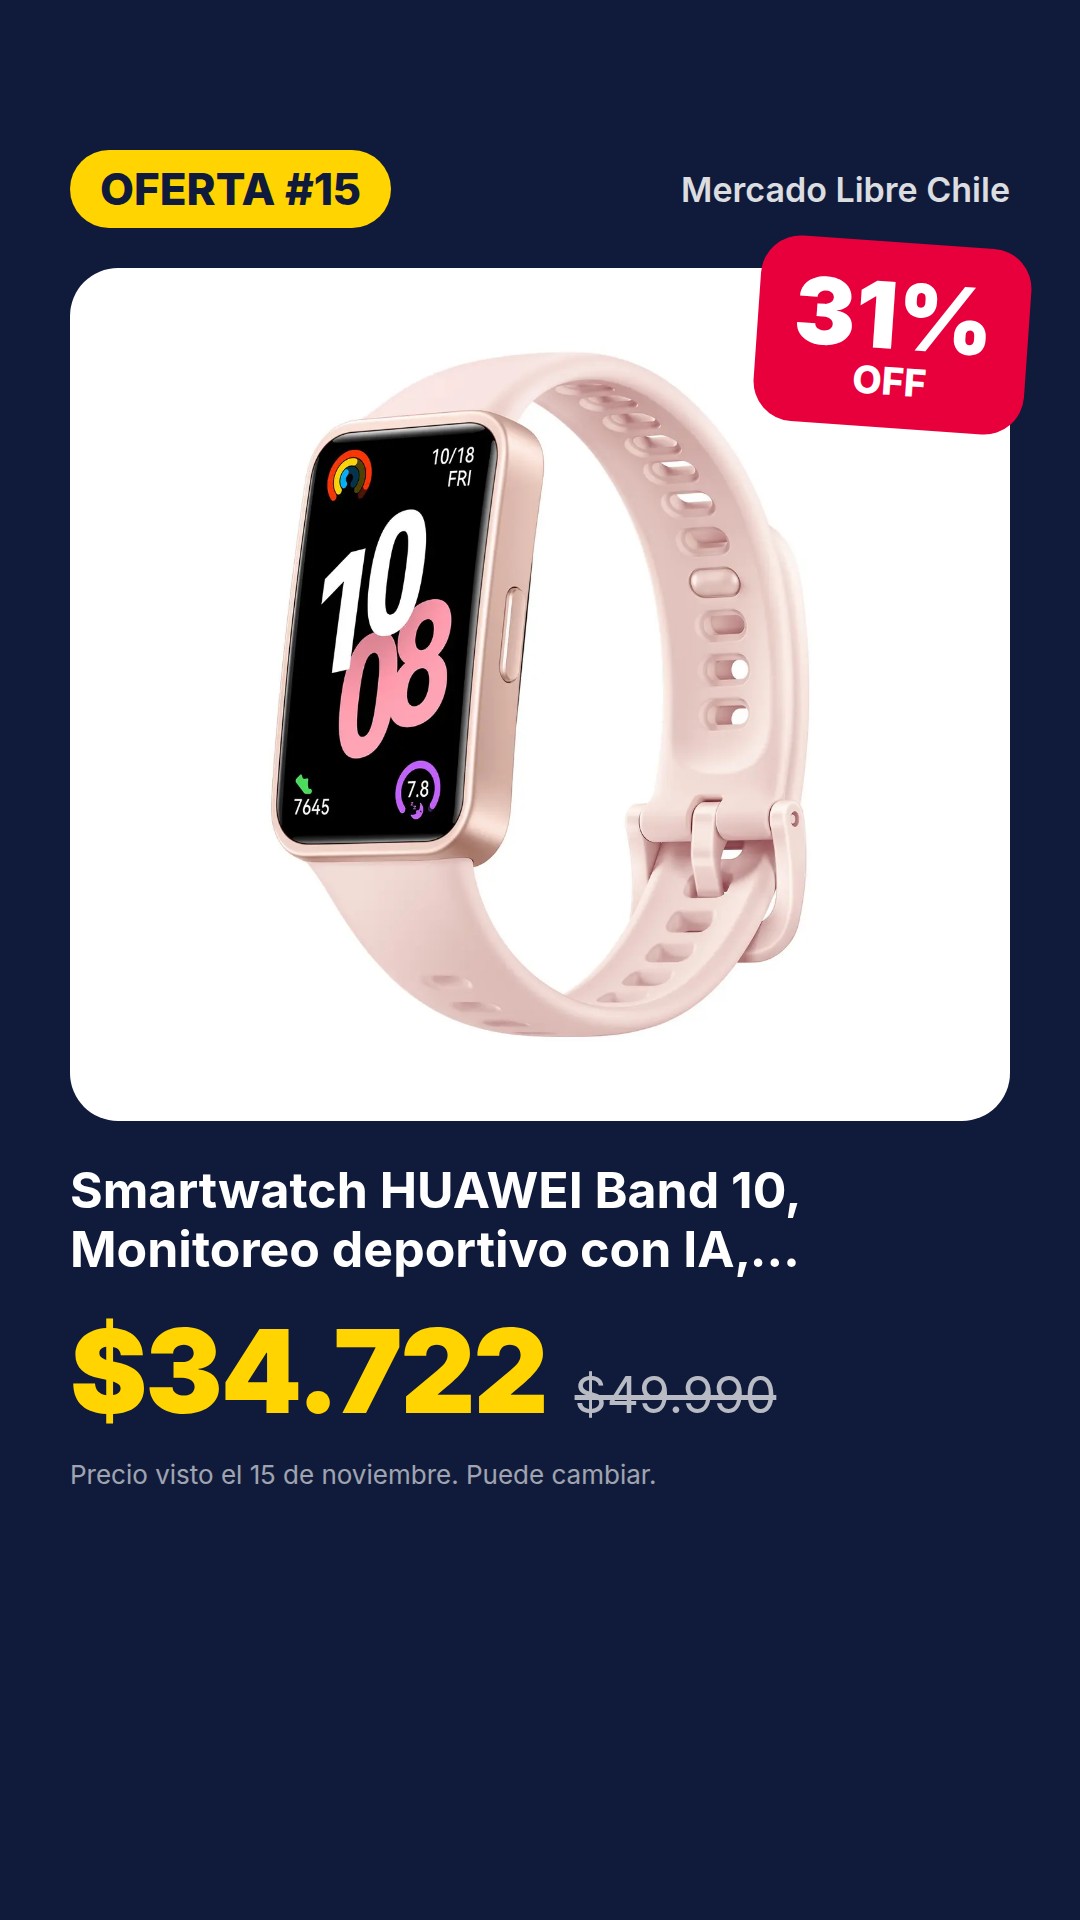 OFERTA #15
Mercado Libre Chile
31%
OFF
10/18
FRI
10
08
7645
7.8
Smartwatch HUAWEI Band 10,
Monitoreo deportivo con IA,...
$34.722 $49.990
Precio visto el 15 de noviembre. Puede cambiar.